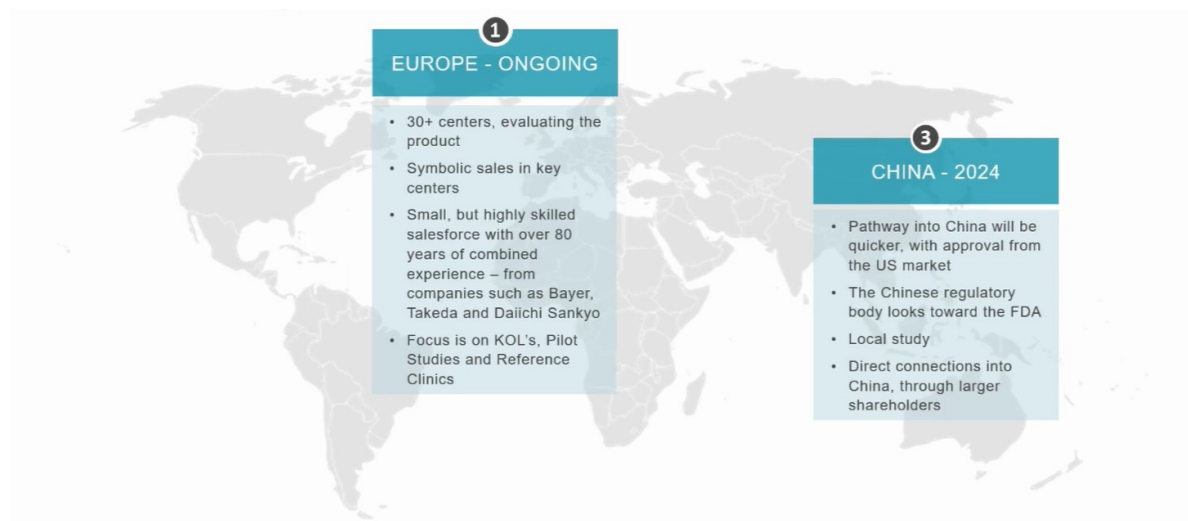 1
EUROPE - ONGOING
• 30+ centers, evaluating the
product
• Symbolic sales in key
centers
• Small, but highly skilled
salesforce with over 80
years of combined
experience – from
companies such as Bayer,
Takeda and Daiichi Sankyo
• Focus is on KOL's, Pilot
Studies and Reference
Clinics
3
CHINA - 2024
• Pathway into China will be
quicker, with approval from
the US market
• The Chinese regulatory
body looks toward the FDA
• Local study
• Direct connections into
China, through larger
shareholders